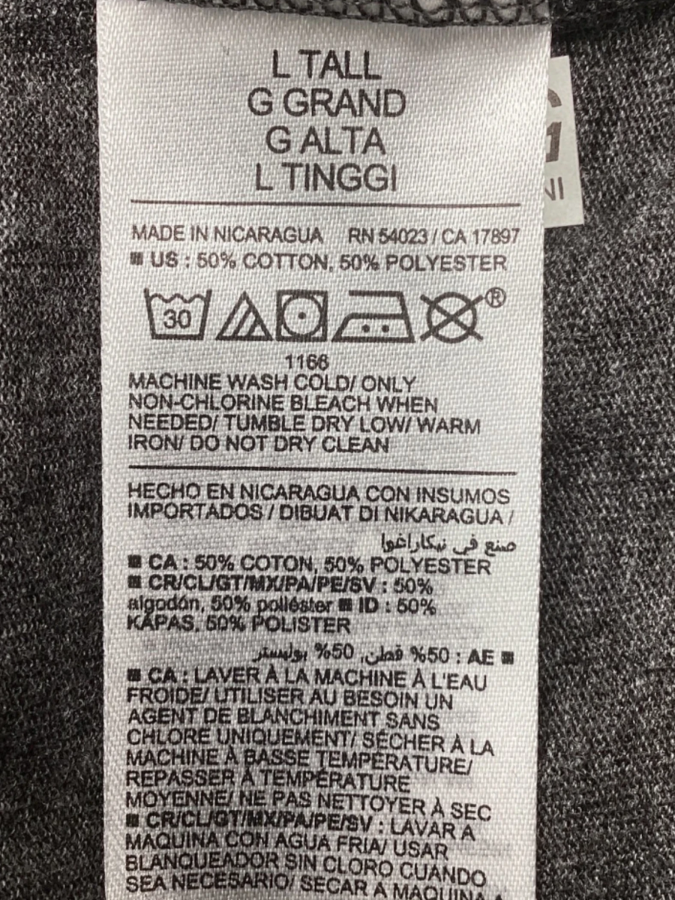 L TALL
G GRAND
G ALTA
L TINGGI
MADE IN NICARAGUA RN 54023 / CA 17897
■ US : 50% COTTON, 50% POLYESTER
30 ®
1166
MACHINE WASH COLD/ ONLY
NON-CHLORINE BLEACH WHEN
NEEDED/ TUMBLE DRY LOW/ WARM
IRON/ DO NOT DRY CLEAN
HECHO EN NICARAGUA CON INSUMOS
IMPORTADOS / DIBUAT DI NIKARAGUA /
صنع في نيكاراغوا
■ CA : 50% COTON, 50% POLYESTER
■ CR/CL/GT/MX/PA/PE/SV : 50%
algodón, 50% poliéster ■ ID : 50%
KAPAS, 50% POLISTER
■ AE : 50% قطن, 50% بوليستر
■ CA : LAVER À LA MACHINE À L'EAU
FROIDE/ UTILISER AU BESOIN UN
AGENT DE BLANCHIMENT SANS
CHLORE UNIQUEMENT/ SÉCHER À LA
MACHINE À BASSE TEMPÉRATURE/
REPASSER À TEMPÉRATURE
MOYENNE/ NE PAS NETTOYER À SEC
■ CR/CL/GT/MX/PA/PE/SV : LAVAR A
MAQUINA CON AGUA FRIA/ USAR
BLANQUEADOR SIN CLORO CUANDO
SEA NECESARIO/ SECAR A MAQUINA A
1
NI